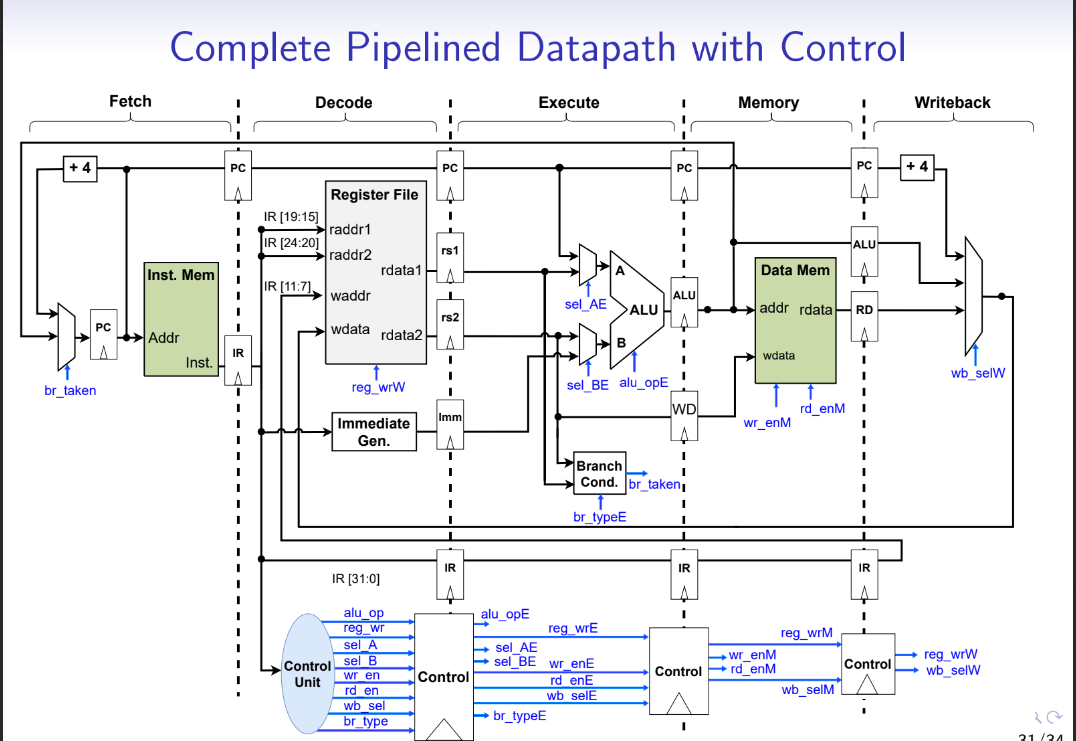 Complete Pipelined Datapath with Control
Fetch
Decode
Execute
Memory
Writeback
+ 4
PC
PC
PC
PC
+ 4
Register File
IR [19:15]
raddr1
IR [24:20]
raddr2
rdata1
IR [11:7]
waddr
wdata
rdata2
reg_wrW
rs1
rs2
Inst. Mem
Addr
Inst.
PC
br_taken
IR
Immediate
Gen.
Imm
sel_AE
A
ALU
B
sel_BE
alu_opE
ALU
WD
Branch
Cond.
br_taken
br_typeE
Data Mem
addr
rdata
wdata
wr_enM
rd_enM
ALU
RD
wb_selW
IR
IR
IR
IR [31:0]
Control
Unit
alu_op
reg_wr
sel_A
sel_B
wr_en
rd_en
wb_sel
br_type
Control
alu_opE
reg_wrE
sel_AE
sel_BE
wr_enE
rd_enE
wb_selE
br_typeE
Control
reg_wrM
wr_enM
rd_enM
wb_selM
Control
reg_wrW
wb_selW
31/34